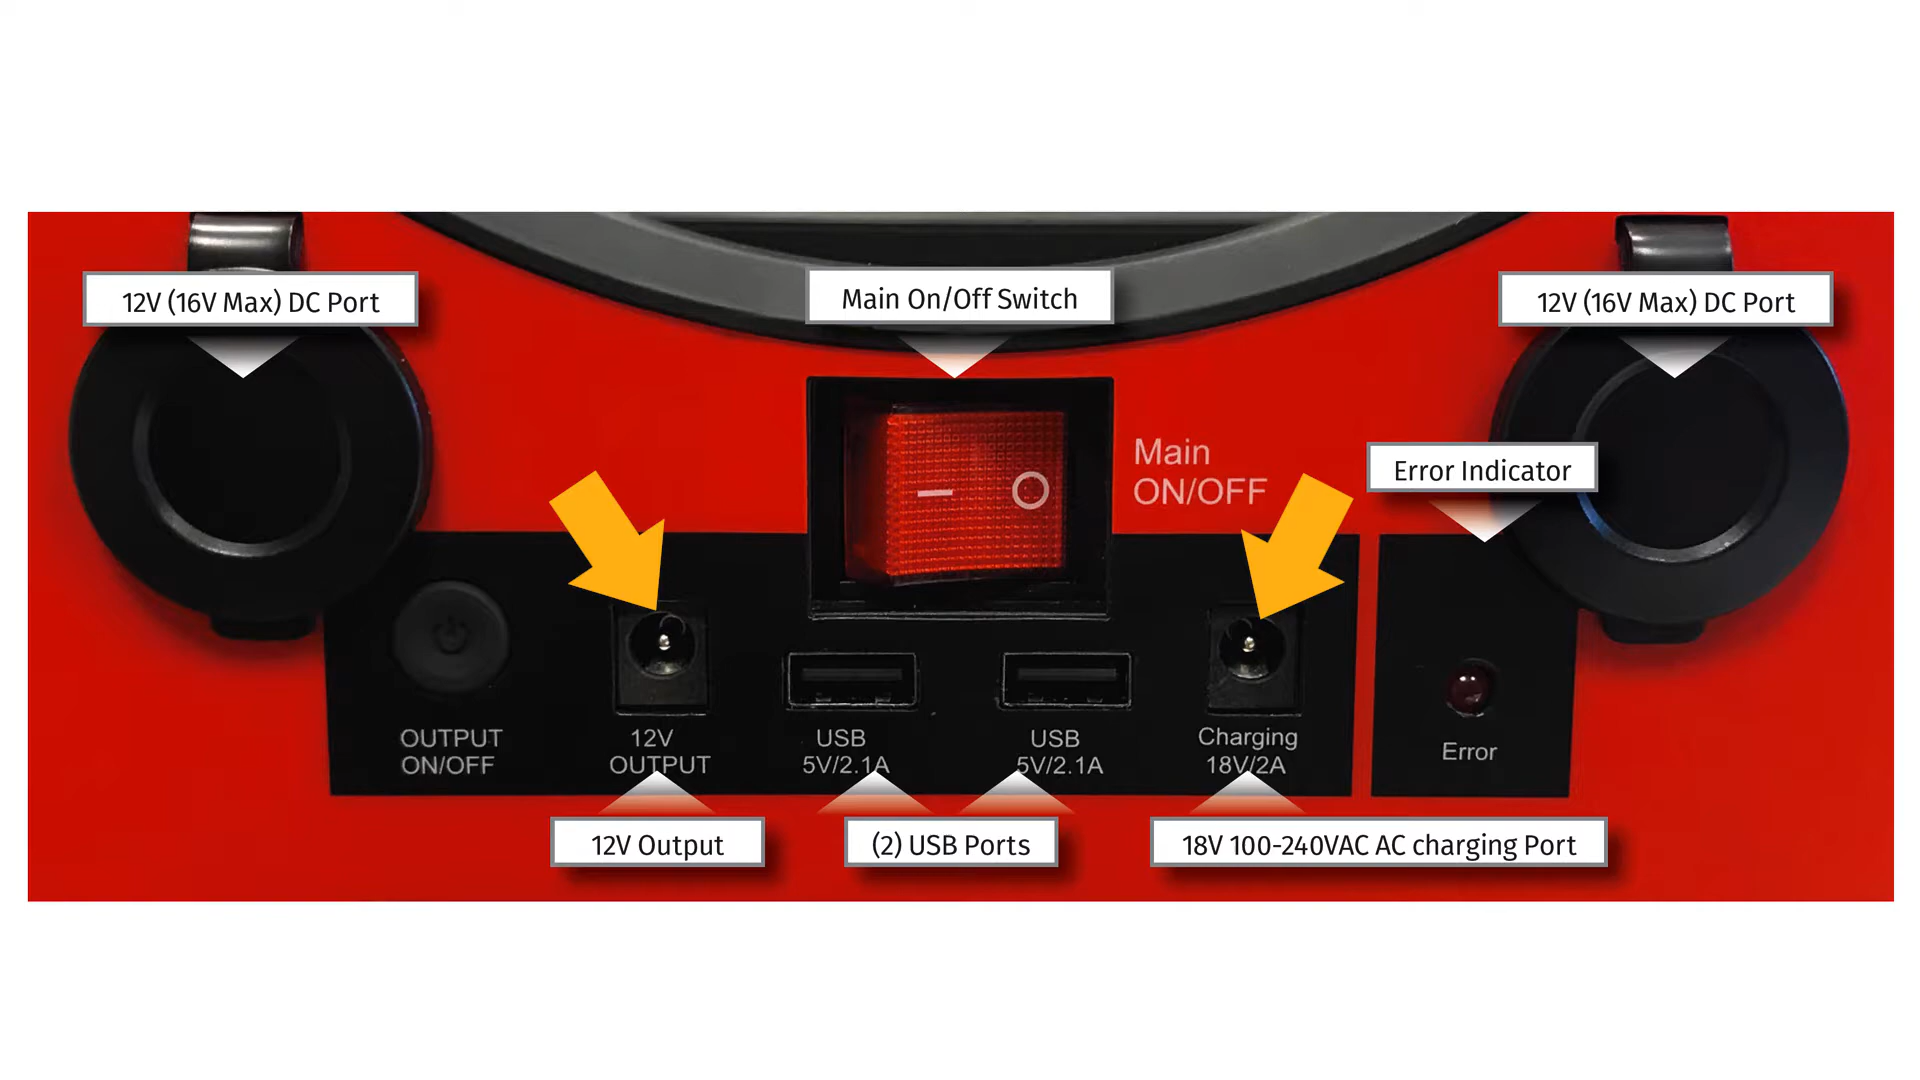 12V (16V Max) DC Port
Main On/Off Switch
12V (16V Max) DC Port
Main
ON/OFF
Error Indicator
OUTPUT
ON/OFF
12V
OUTPUT
USB
5V/2.1A
USB
5V/2.1A
Charging
18V/2A
Error
12V Output
(2) USB Ports
18V 100-240VAC AC charging Port